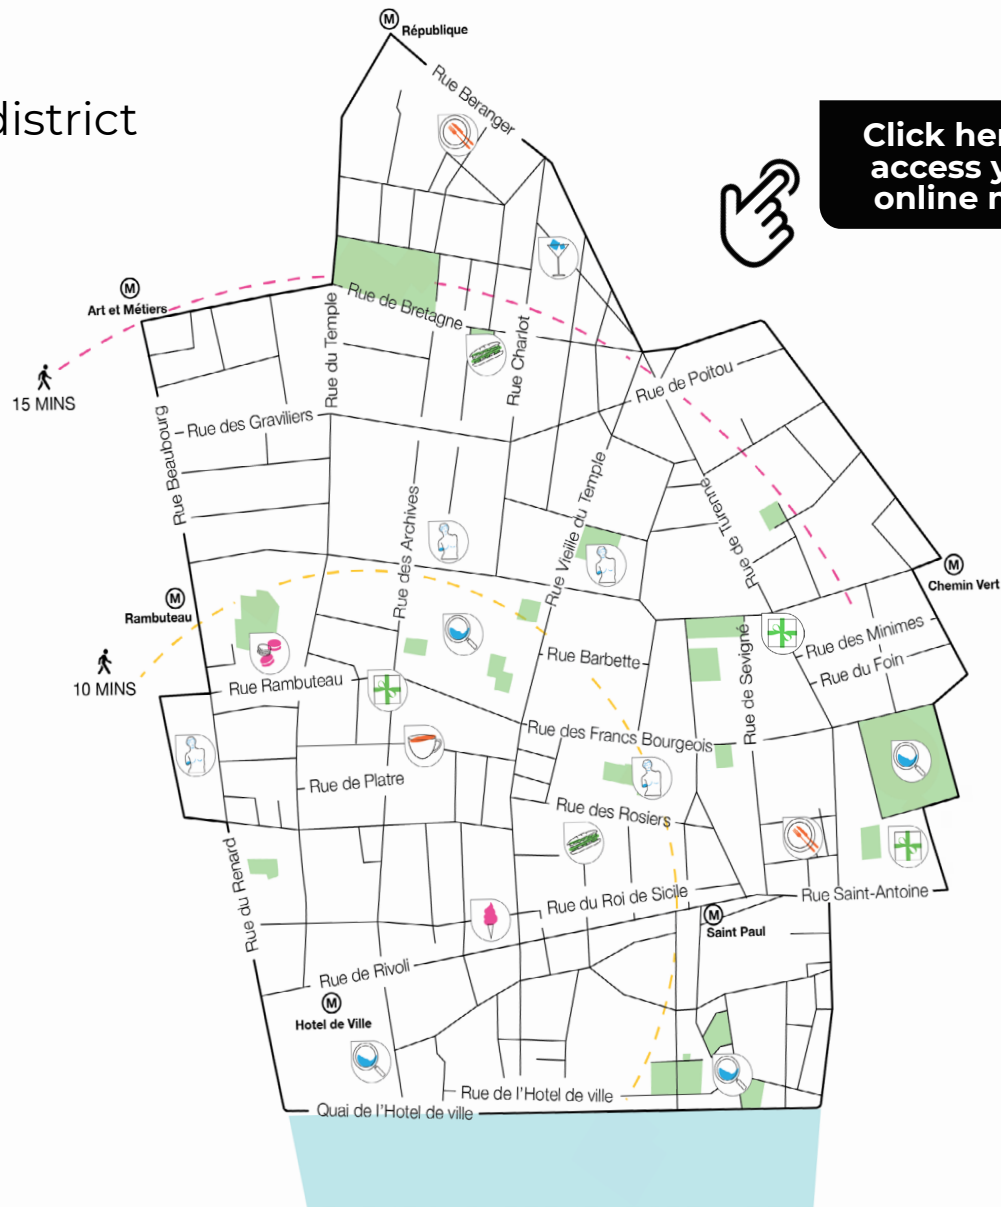 M
République
Rue Beranger
district
Click her
access y
online n
M
Art et Métiers
Rue de Bretagne
Rue du Temple
Rue Charlot
15 MINS
Rue de Poitou
Rue Beaubourg
Rue des Graviliers
Rue des Archives
Rue Vieille du Temple
Rue de Turenne
M
Chemin Vert
M
Rambuteau
10 MINS
Rue des Minimes
Rue du Foin
Rue Barbette
Rue de Sevigné
Rue Rambuteau
Rue des Francs Bourgeois
Rue de Platre
Rue des Rosiers
Rue du Renard
Rue du Roi de Sicile
Rue Saint-Antoine
M
Saint Paul
Rue de Rivoli
M
Hotel de Ville
Rue de l'Hotel de ville
Quai de l'Hotel de ville